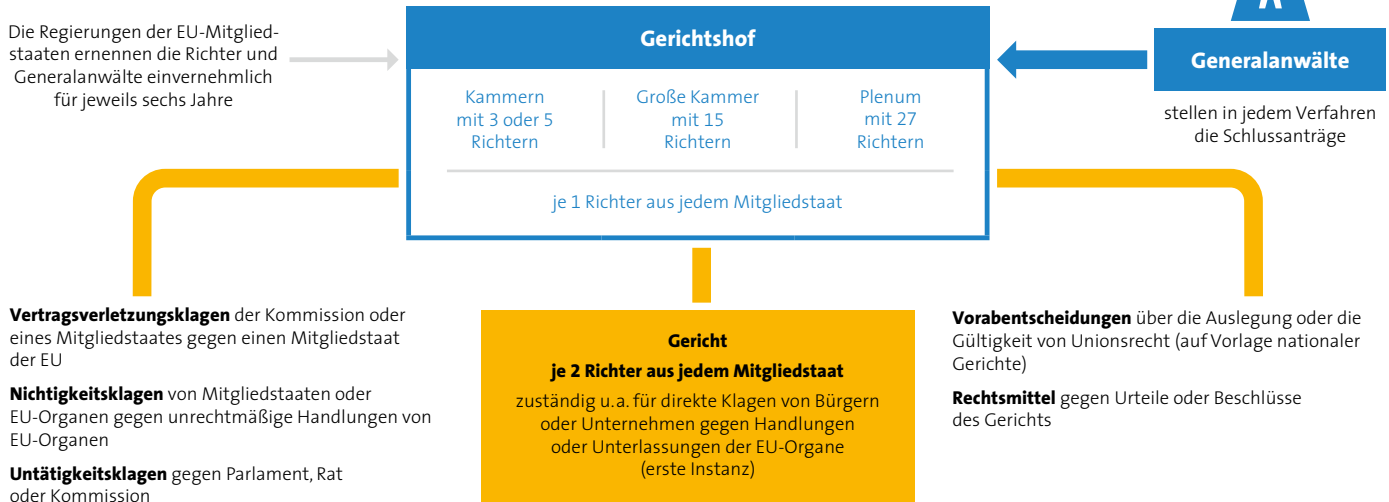 Die Regierungen der EU-Mitglied-
staaten ernennen die Richter und
Generalanwälte einvernehmlich
für jeweils sechs Jahre
Gerichtshof
Kammern
mit 3 oder 5
Richtern
Große Kammer
mit 15
Richtern
Plenum
mit 27
Richtern
je 1 Richter aus jedem Mitgliedstaat
Generalanwälte
stellen in jedem Verfahren
die Schlussanträge
Vertragsverletzungsklagen der Kommission oder
eines Mitgliedstaates gegen einen Mitgliedstaat
der EU
Nichtigkeitsklagen von Mitgliedstaaten oder
EU-Organen gegen unrechtmäßige Handlungen von
EU-Organen
Untätigkeitsklagen gegen Parlament, Rat
oder Kommission
Gericht
je 2 Richter aus jedem Mitgliedstaat
zuständig u. a. für direkte Klagen von Bürgern
oder Unternehmen gegen Handlungen
oder Unterlassungen der EU-Organe
(erste Instanz)
Vorabentscheidungen über die Auslegung oder die
Gültigkeit von Unionsrecht (auf Vorlage nationaler
Gerichte)
Rechtsmittel gegen Urteile oder Beschlüsse
des Gerichts